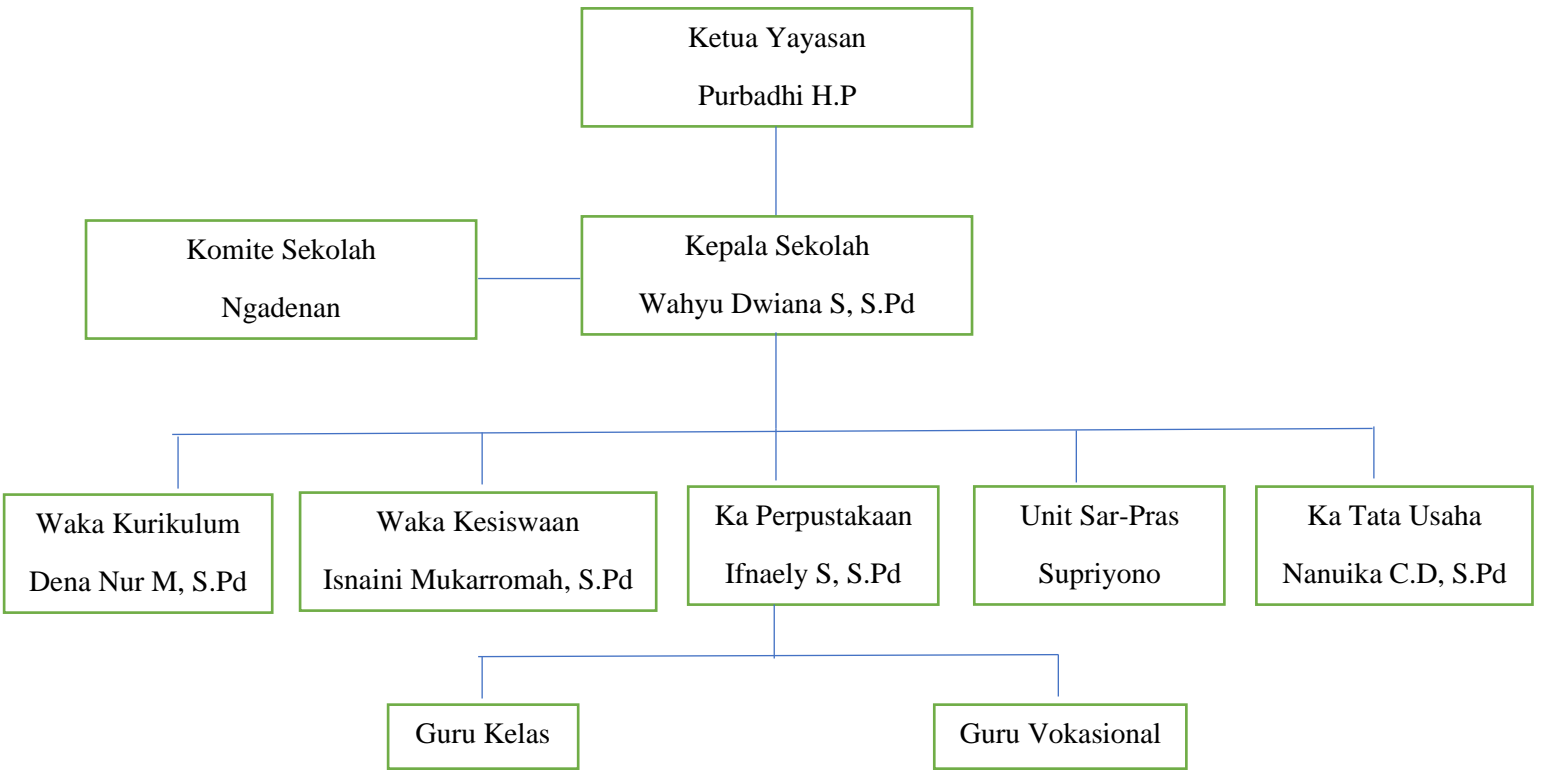 Ketua Yayasan
Purbadhi H.P
Komite Sekolah
Ngadenan
Kepala Sekolah
Wahyu Dwiana S, S.Pd
Waka Kurikulum
Dena Nur M, S.Pd
Waka Kesiswaan
Isnaini Mukarromah, S.Pd
Ka Perpustakaan
Ifnaely S, S.Pd
Unit Sar-Pras
Supriyono
Ka Tata Usaha
Nanuika C.D, S.Pd
Guru Kelas
Guru Vokasional